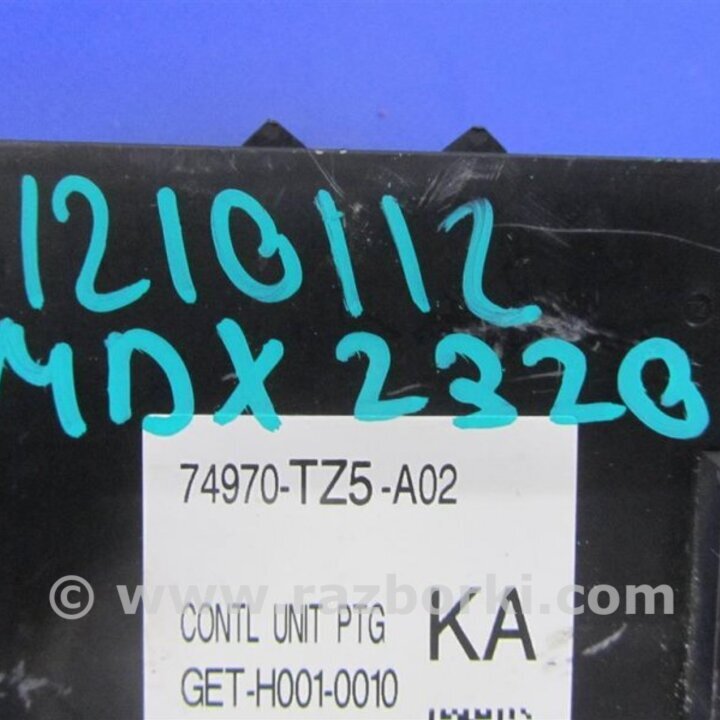 1210112
MDX 2320
74970-TZ5-A02
© www.razborki.com
CONTL UNIT PTG KA
GET-H001-0010